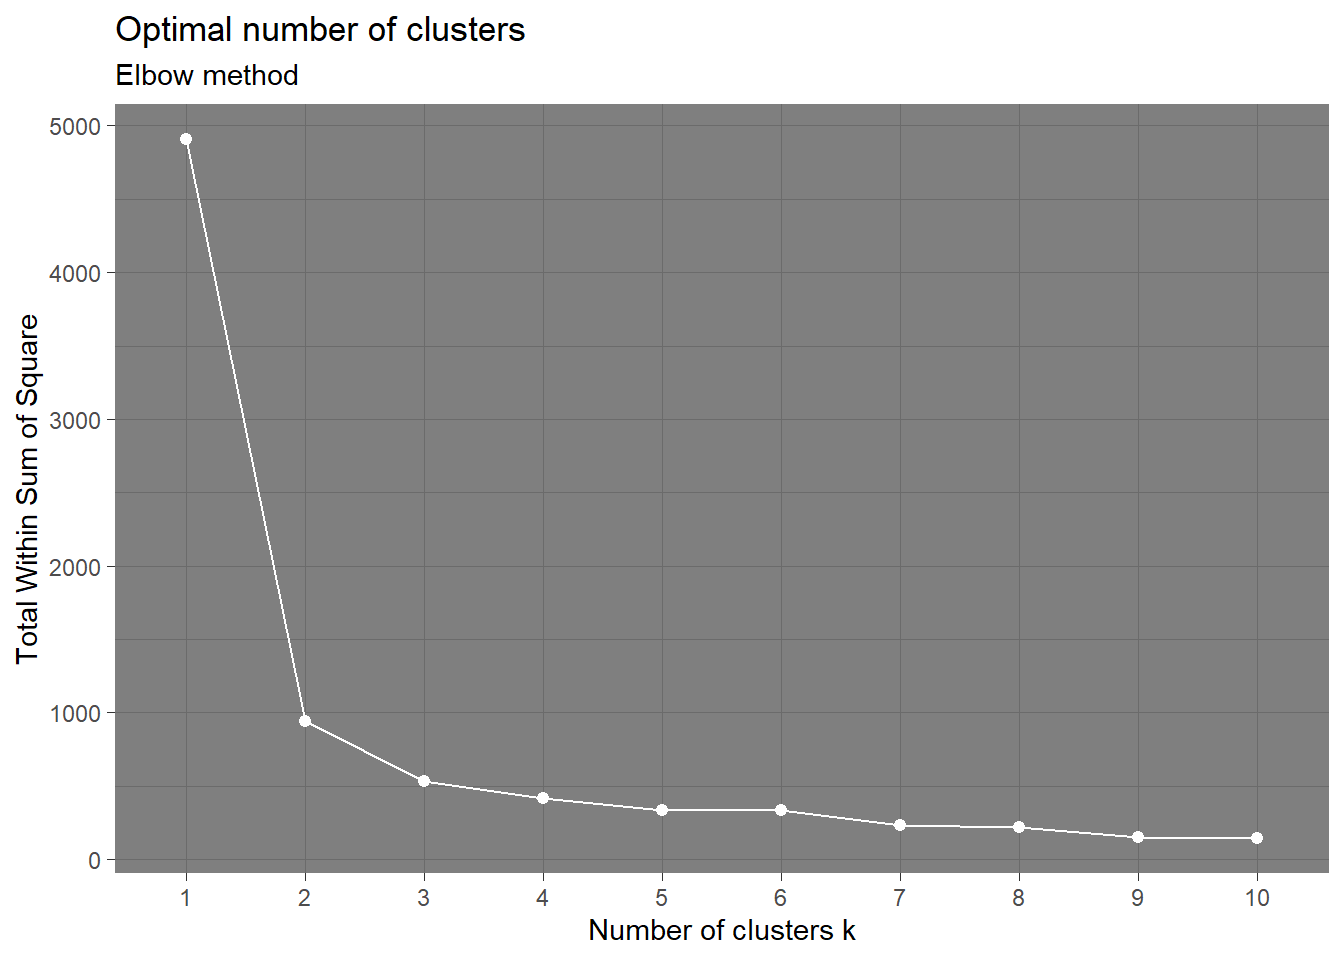 Optimal number of clusters
Elbow method
Total Within Sum of Square
5000
4000
3000
2000
1000
0
1 2 3 4 5 6 7 8 9 10
Number of clusters k